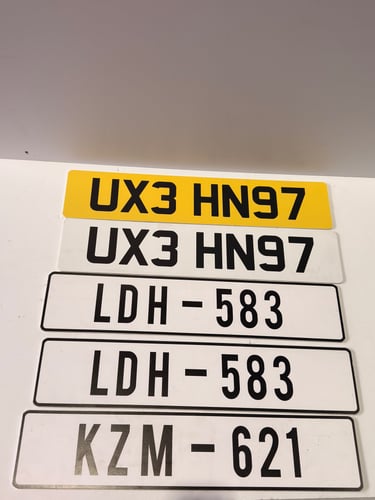 UX3 HN97
UX3 HN97
LDH - 583
LDH - 583
KZM - 621